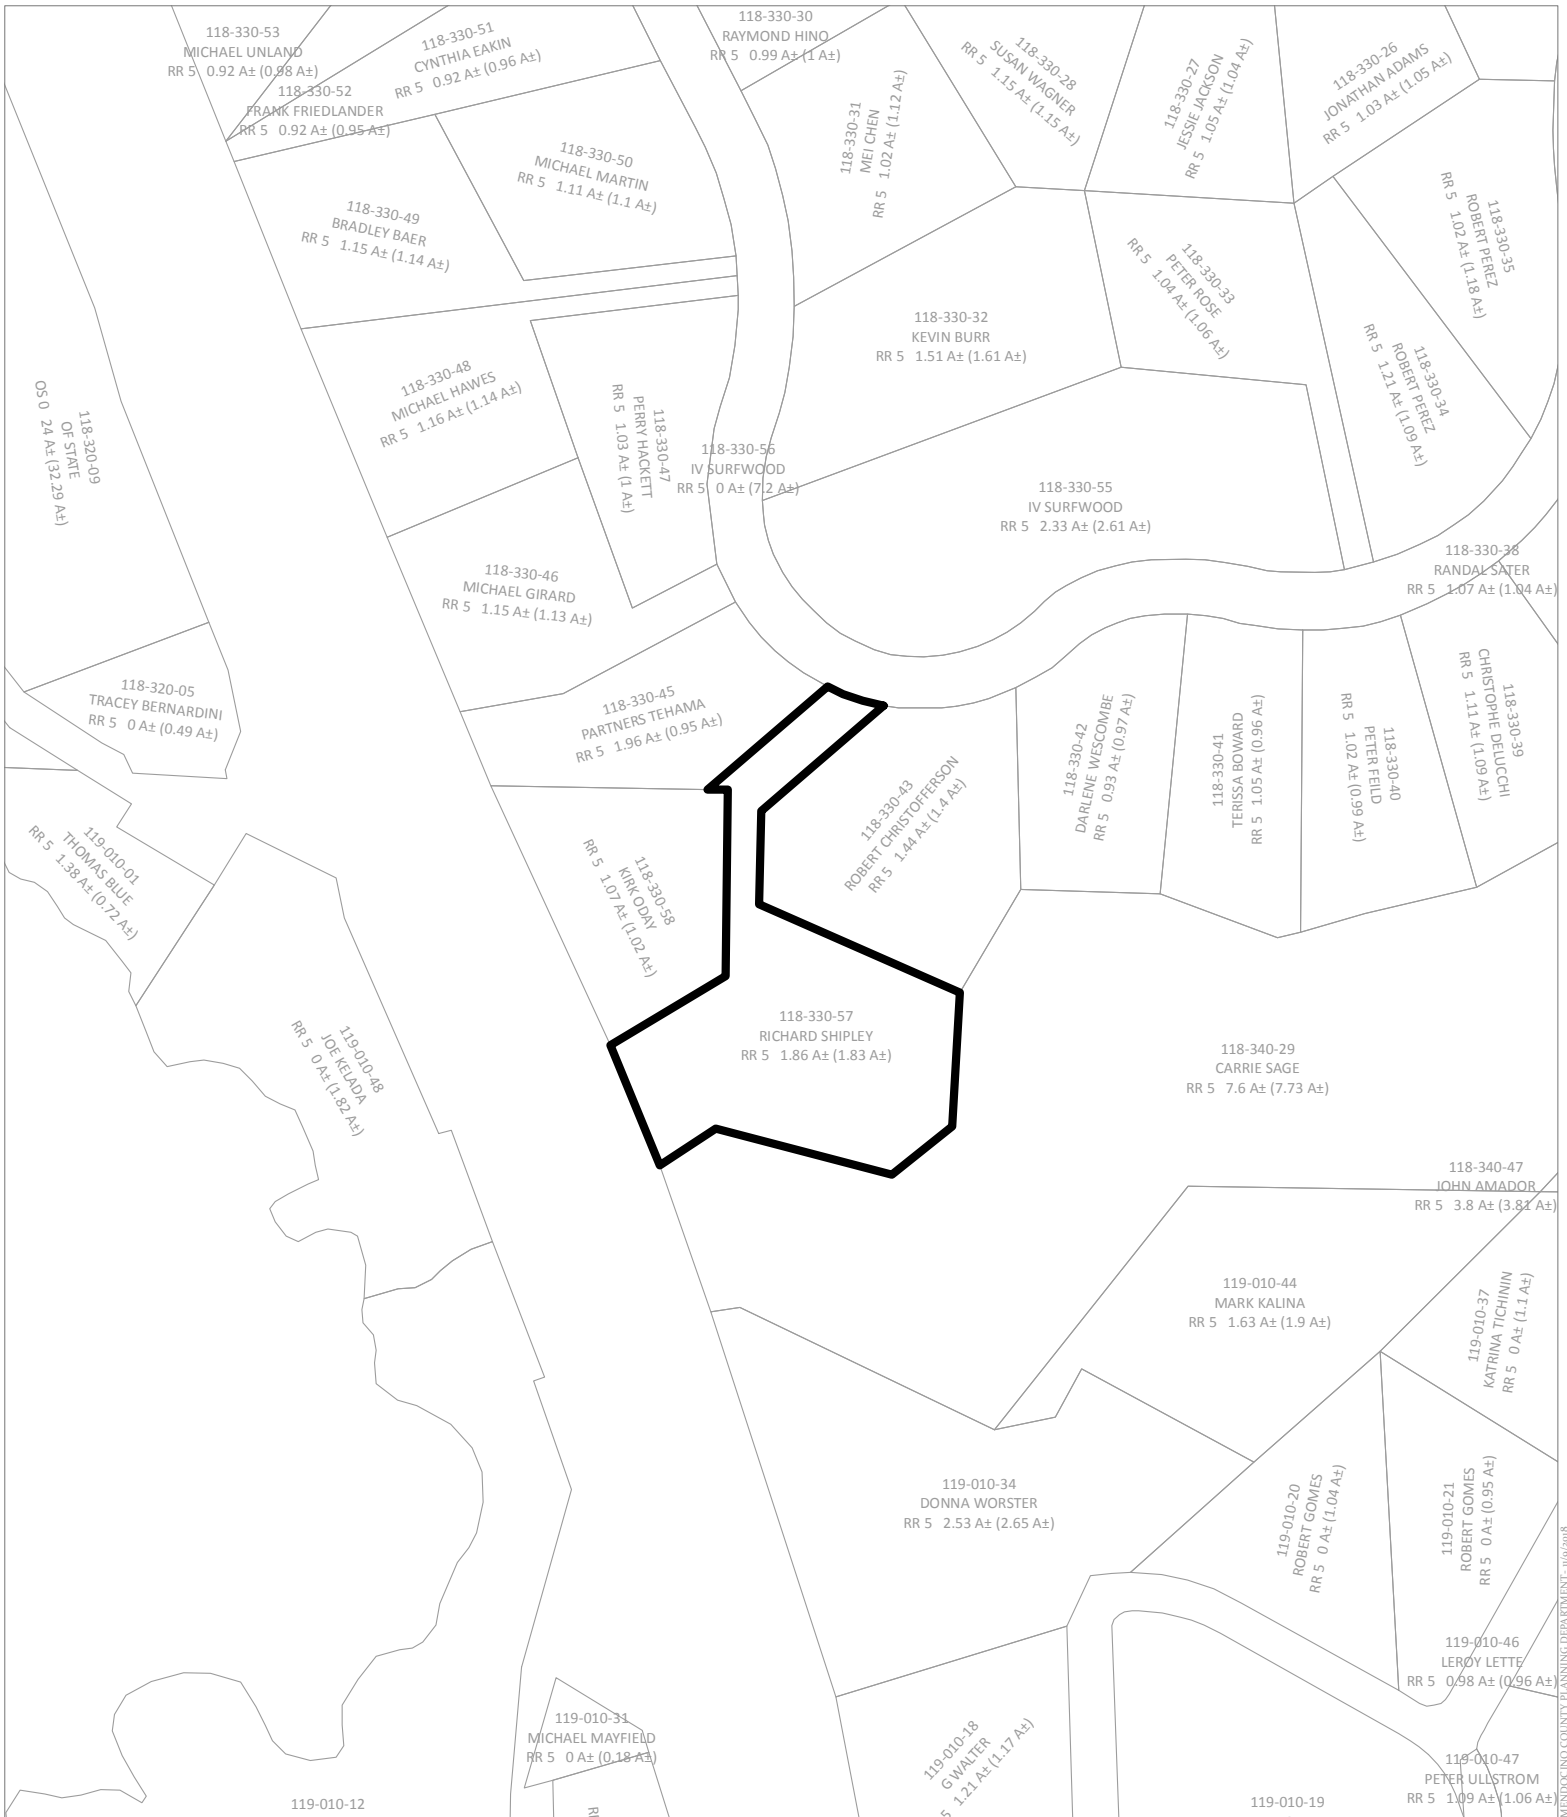 118-330-53
MICHAEL UNLAND
RR 5 0.92 A± (0.98 A±)
118-330-51
CYNTHIA EAKIN
RR 5 0.92 A± (0.96 A±)
118-330-52
FRANK FRIEDLANDER
RR 5 0.92 A± (0.95 A±)
118-330-30
RAYMOND HINO
RR 5 0.99 A± (1 A±)
118-330-28
SUSAN WAGNER
RR 5 1.15 A± (1.15 A±)
118-330-27
JESSIE JACKSON
RR 5 1.05 A± (1.04 A±)
118-330-26
JONATHAN ADAMS
RR 5 1.03 A± (1.05 A±)
118-330-31
MEI CHEN
RR 5 1.02 A± (1.12 A±)
118-330-50
MICHAEL MARTIN
RR 5 1.11 A± (1.1 A±)
118-330-49
BRADLEY BAER
RR 5 1.15 A± (1.14 A±)
118-330-35
ROBERT PEREZ
RR 5 1.02 A± (1.18 A±)
118-330-33
PETER ROSE
RR 5 1.04 A± (1.06 A±)
118-330-32
KEVIN BURR
RR 5 1.51 A± (1.61 A±)
118-330-34
ROBERT PEREZ
RR 5 1.21 A± (1.09 A±)
118-330-48
MICHAEL HAWES
RR 5 1.16 A± (1.14 A±)
118-330-47
PERRY HACKETT
RR 5 1.03 A± (1 A±)
118-320-09
OF STATE
OS 0 24 A± (32.29 A±)
118-330-56
IV SURFWOOD
RR 5 0 A± (7.2 A±)
118-330-55
IV SURFWOOD
RR 5 2.33 A± (2.61 A±)
118-330-38
RANDAL SATER
RR 5 1.07 A± (1.04 A±)
118-330-46
MICHAEL GIRARD
RR 5 1.15 A± (1.13 A±)
118-320-05
TRACEY BERNARDINI
RR 5 0 A± (0.49 A±)
118-330-45
PARTNERS TEHAMA
RR 5 1.96 A± (0.95 A±)
118-330-43
ROBERT CHRISTOFFERSON
RR 5 1.44 A± (1.4 A±)
118-330-42
DARLENE WESCOMBE
RR 5 0.93 A± (0.97 A±)
118-330-41
TERISSA BOWARD
RR 5 1.05 A± (0.96 A±)
118-330-40
PETER FEILD
RR 5 1.02 A± (0.99 A±)
118-330-39
CHRISTOPHE DELUCCHI
RR 5 1.11 A± (1.09 A±)
119-010-01
THOMAS BLUE
RR 5 1.38 A± (0.72 A±)
118-330-58
KIRK ODAY
RR 5 1.07 A± (1.02 A±)
118-330-57
RICHARD SHIPLEY
RR 5 1.86 A± (1.83 A±)
119-010-48
JOE KELADA
RR 5 0 A± (1.82 A±)
118-340-29
CARRIE SAGE
RR 5 7.6 A± (7.73 A±)
118-340-47
JOHN AMADOR
RR 5 3.8 A± (3.81 A±)
119-010-44
MARK KALINA
RR 5 1.63 A± (1.9 A±)
119-010-37
KATRINA TICHININ
RR 5 0 A± (1.1 A±)
119-010-34
DONNA WORSTER
RR 5 2.53 A± (2.65 A±)
119-010-20
ROBERT GOMES
RR 5 0 A± (1.04 A±)
119-010-21
ROBERT GOMES
RR 5 0 A± (0.95 A±)
119-010-46
LEROY LETTE
RR 5 0.98 A± (0.96 A±)
119-010-31
MICHAEL MAYFIELD
RR 5 0 A± (0.18 A±)
119-010-18
G WALTER
5 1.21 A± (1.17 A±)
119-010-47
PETER ULLSTROM
RR 5 1.09 A± (1.06 A±)
119-010-12
119-010-19
MENDOCINO COUNTY PLANNING DEPARTMENT - 11/9/2018